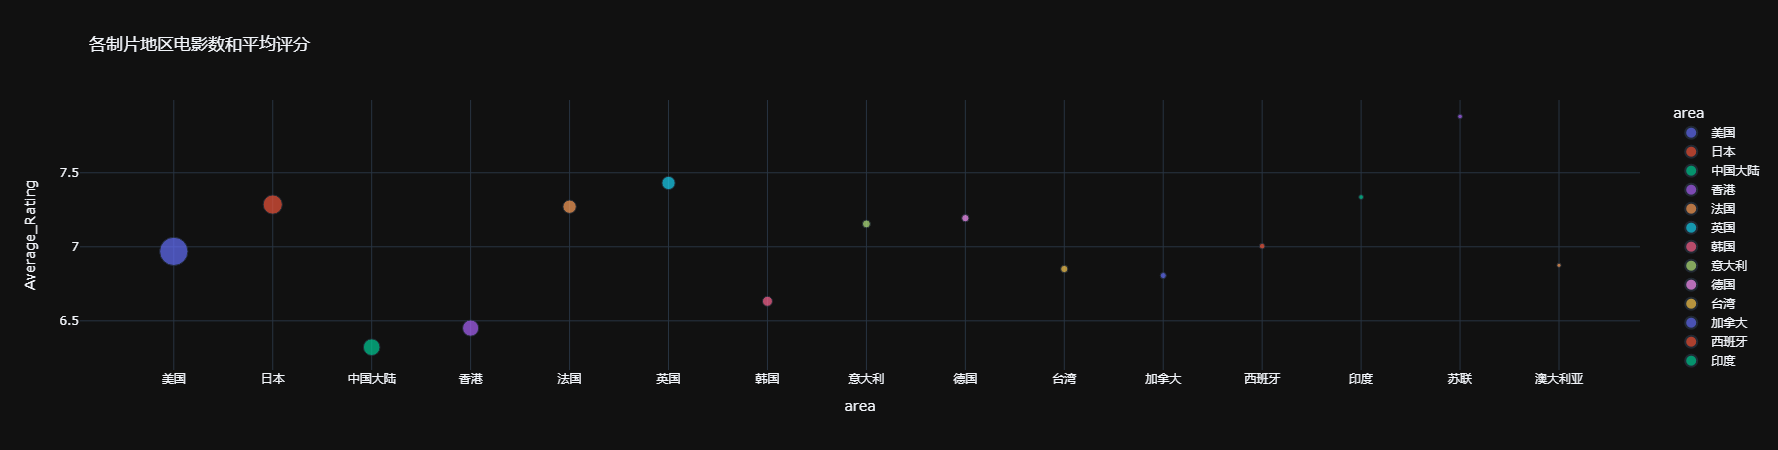 各制片地区电影数和平均评分
Average_Rating
7.5
7
6.5
美国 日本 中国大陆 香港 法国 英国 韩国 意大利 德国 台湾 加拿大 西班牙 印度 苏联 澳大利亚
area
area
美国
日本
中国大陆
香港
法国
英国
韩国
意大利
德国
台湾
加拿大
西班牙
印度